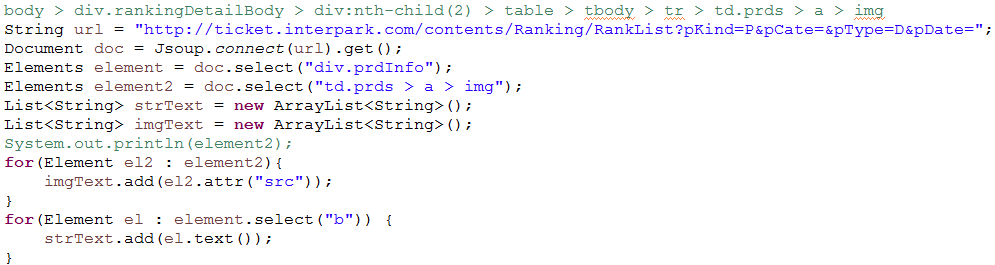 body > div.rankingDetailBody > div:nth-child(2) > table > tbody > tr > td.prds > a > img
String url = "http://ticket.interpark.com/contents/Ranking/RankList?pKind=P&pCate=&pType=D&pDate=";
Document doc = Jsoup.connect(url).get();
Elements element = doc.select("div.prdInfo");
Elements element2 = doc.select("td.prds > a > img");
List<String> strText = new ArrayList<String>();
List<String> imgText = new ArrayList<String>();
System.out.println(element2);
for(Element el2 : element2){
    imgText.add(el2.attr("src"));
}
for(Element el : element.select("b")) {
    strText.add(el.text());
}